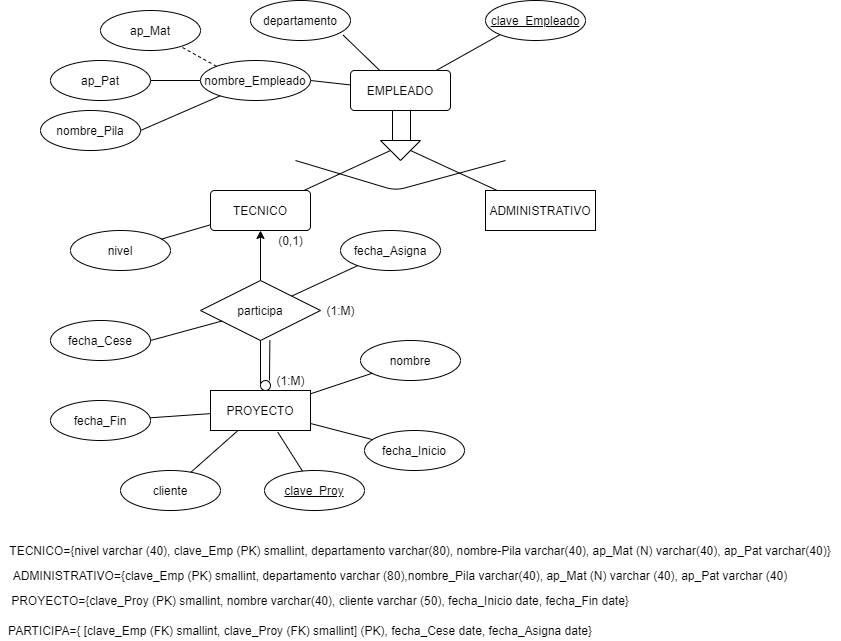 ap_Mat
departamento
clave_Empleado
ap_Pat
nombre_Empleado
EMPLEADO
nombre_Pila
TECNICO
ADMINISTRATIVO
nivel
(0,1)
fecha_Asigna
participa
(1:M)
fecha_Cese
nombre
(1:M)
PROYECTO
fecha_Fin
fecha_Inicio
cliente
clave_Proy
TECNICO={nivel varchar (40), clave_Emp (PK) smallint, departamento varchar(80), nombre-Pila varchar(40), ap_Mat (N) varchar(40), ap_Pat varchar(40)}
ADMINISTRATIVO={clave_Emp (PK) smallint, departamento varchar (80),nombre_Pila varchar(40), ap_Mat (N) varchar (40), ap_Pat varchar (40)
PROYECTO={clave_Proy (PK) smallint, nombre varchar(40), cliente varchar (50), fecha_Inicio date, fecha_Fin date}
PARTICIPA={ [clave_Emp (FK) smallint, clave_Proy (FK) smallint] (PK), fecha_Cese date, fecha_Asigna date}